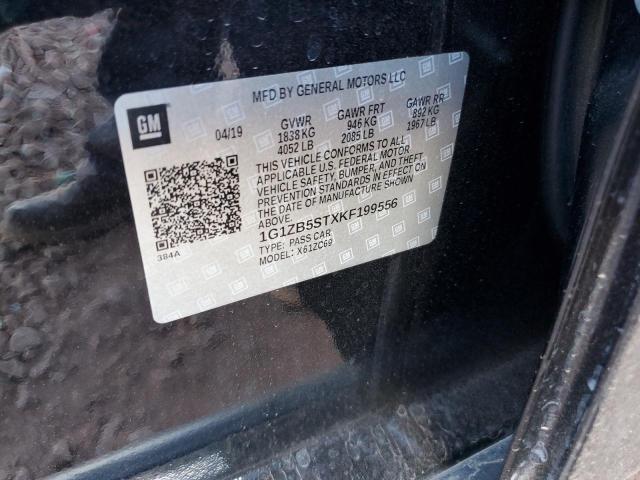 MFD BY GENERAL MOTORS LLC
GM
04/19
GVWR GAWR FRT GAWR RR
1838 KG 946 KG 892 KG
4052 LB 2085 LB 1967 LB
THIS VEHICLE CONFORMS TO ALL
APPLICABLE U.S. FEDERAL MOTOR
VEHICLE SAFETY, BUMPER, AND THEFT
PREVENTION STANDARDS IN EFFECT ON
THE DATE OF MANUFACTURE SHOWN
ABOVE.
1G1ZB5STXKF199556
TYPE: PASS CAR
MODEL: X61ZC69
384A